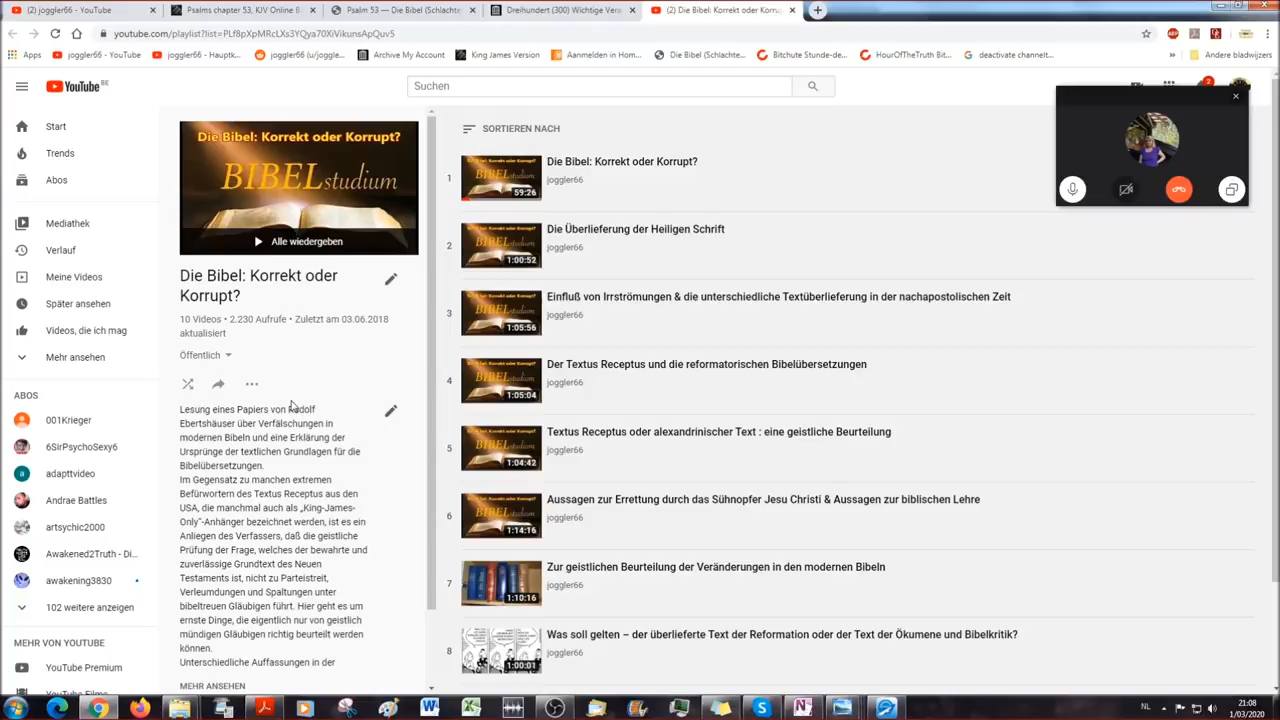 (2) joggler66 - YouTube
Psalms chapter 53, KJV Online B
Psalm 53 — Die Bibel (Schlachte
Dreihundert (300) Wichtige Vera
(2) Die Bibel: Korrekt oder Korru
youtube.com/playlist?list=PLf8pXpMRcLXs3YQya70XiVikunsApQuv5
Apps
joggler66 - YouTube
joggler66 - Hauptk...
joggler66 (u/joggle...
Archive My Account
King James Version
Aanmelden in Hom...
Die Bibel (Schlachte...
Bitchute Stunde-de...
HourOfTheTruth Bit...
deactivate channelt...
Andere bladwijzers
YouTube BE
Suchen
2
Start
Trends
Abos
Mediathek
Verlauf
Meine Videos
Später ansehen
Videos, die ich mag
Mehr ansehen
ABOS
001Krieger
6SirPsychoSexy6
adapttvideo
Andrae Battles
artsychic2000
Awakened2Truth - Di...
awakening3830
102 weitere anzeigen
MEHR VON YOUTUBE
YouTube Premium
YouTube Filme
Die Bibel: Korrekt oder Korrupt?
BIBELstudium
Alle wiedergeben
Die Bibel: Korrekt oder
Korrupt?
10 Videos • 2.230 Aufrufe • Zuletzt am 03.06.2018
aktualisiert
Öffentlich
Lesung eines Papiers von Rudolf
Ebertshäuser über Verfälschungen in
modernen Bibeln und eine Erklärung der
Ursprünge der textlichen Grundlagen für die
Bibelübersetzungen.
Im Gegensatz zu manchen extremen
Befürwortern des Textus Receptus aus den
USA, die manchmal auch als „King-James-
Only“-Anhänger bezeichnet werden, ist es ein
Anliegen des Verfassers, daß die geistliche
Prüfung der Frage, welches der bewahrte und
zuverlässige Grundtext des Neuen
Testaments ist, nicht zu Parteistreit,
Verleumdungen und Spaltungen unter
bibeltreuen Gläubigen führt. Hier geht es um
ernste Dinge, die eigentlich nur von geistlich
mündigen Gläubigen richtig beurteilt werden
können.
Unterschiedliche Auffassungen in der
MEHR ANSEHEN
SORTIEREN NACH
1
59:26
Die Bibel: Korrekt oder Korrupt?
joggler66
2
1:00:52
Die Überlieferung der Heiligen Schrift
joggler66
3
1:05:56
Einfluß von Irrströmungen & die unterschiedliche Textüberlieferung in der nachapostolischen Zeit
joggler66
4
1:05:04
Der Textus Receptus und die reformatorischen Bibelübersetzungen
joggler66
5
1:04:42
Textus Receptus oder alexandrinischer Text : eine geistliche Beurteilung
joggler66
6
1:14:16
Aussagen zur Errettung durch das Sühnopfer Jesu Christi & Aussagen zur biblischen Lehre
joggler66
7
1:10:16
Zur geistlichen Beurteilung der Veränderungen in den modernen Bibeln
joggler66
8
1:00:01
Was soll gelten – der überlieferte Text der Reformation oder der Text der Ökumene und Bibelkritik?
joggler66
NL
21:08
1/03/2020